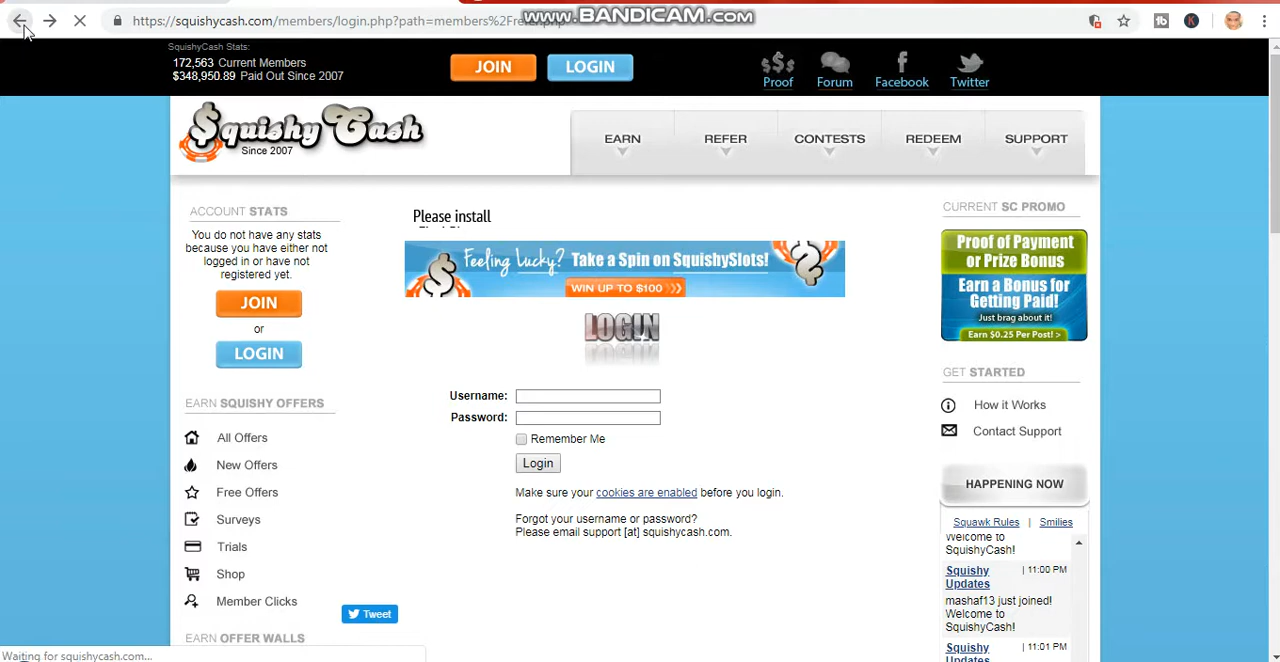 https://squishycash.com/members/login.php?path=members%2F
www.BANDICAM.com
SquishyCash Stats:
172,563 Current Members
$348,950.89 Paid Out Since 2007
JOIN
LOGIN
Proof
Forum
Facebook
Twitter
$quishy Cash
Since 2007
EARN
REFER
CONTESTS
REDEEM
SUPPORT
ACCOUNT STATS
You do not have any stats
because you have either not
logged in or have not
registered yet.
JOIN
or
LOGIN
EARN SQUISHY OFFERS
All Offers
New Offers
Free Offers
Surveys
Trials
Shop
Member Clicks
EARN OFFER WALLS
Tweet
Please install
Feeling Lucky? Take a Spin on SquishySlots!
WIN UP TO $100
LOGIN
Username:
Password:
Remember Me
Login
Make sure your cookies are enabled before you login.
Forgot your username or password?
Please email support [at] squishycash.com.
CURRENT SC PROMO
Proof of Payment
or Prize Bonus
Earn a Bonus for
Getting Paid!
Just brag about it!
Earn $0.25 Per Post! >
GET STARTED
How it Works
Contact Support
HAPPENING NOW
Squawk Rules | Smilies
Welcome to
SquishyCash!
Squishy | 11:00 PM
Updates
mashaf13 just joined!
Welcome to
SquishyCash!
Squishy | 11:01 PM
Updates
Waiting for squishycash.com...